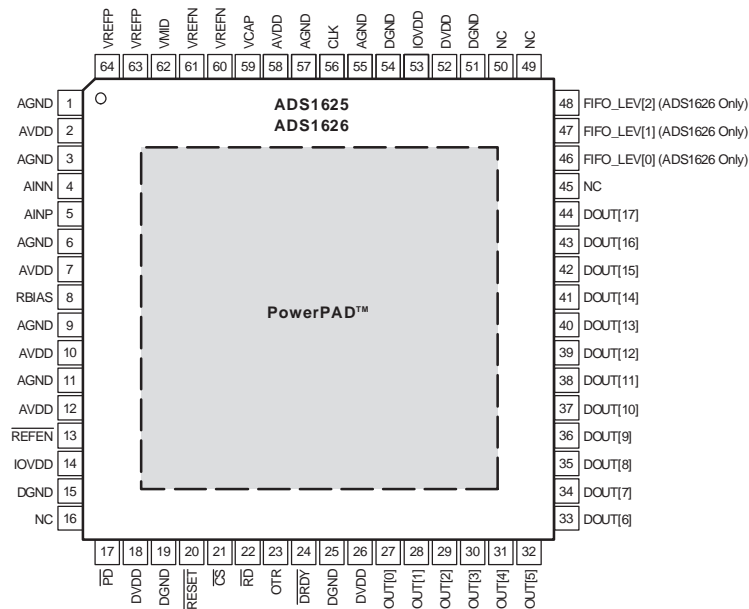 VREFP
VREFP
VMID
VREFN
VREFN
VCAP
AVDD
AGND
CLK
AGND
DGND
IOVDD
DVDD
DGND
NC
NC
64 63 62 61 60 59 58 57 56 55 54 53 52 51 50 49
ADS1625
ADS1626
PowerPAD™
AGND 1
AVDD 2
AGND 3
AINN 4
AINP 5
AGND 6
AVDD 7
RBIAS 8
AGND 9
AVDD 10
AGND 11
AVDD 12
REFEN 13
IOVDD 14
DGND 15
NC 16
48 FIFO_LEV[2] (ADS1626 Only)
47 FIFO_LEV[1] (ADS1626 Only)
46 FIFO_LEV[0] (ADS1626 Only)
45 NC
44 DOUT[17]
43 DOUT[16]
42 DOUT[15]
41 DOUT[14]
40 DOUT[13]
39 DOUT[12]
38 DOUT[11]
37 DOUT[10]
36 DOUT[9]
35 DOUT[8]
34 DOUT[7]
33 DOUT[6]
17 18 19 20 21 22 23 24 25 26 27 28 29 30 31 32
PD
DVDD
DGND
RESET
CS
RD
OTR
DRDY
DGND
DVDD
OUT[0]
OUT[1]
OUT[2]
OUT[3]
OUT[4]
OUT[5]